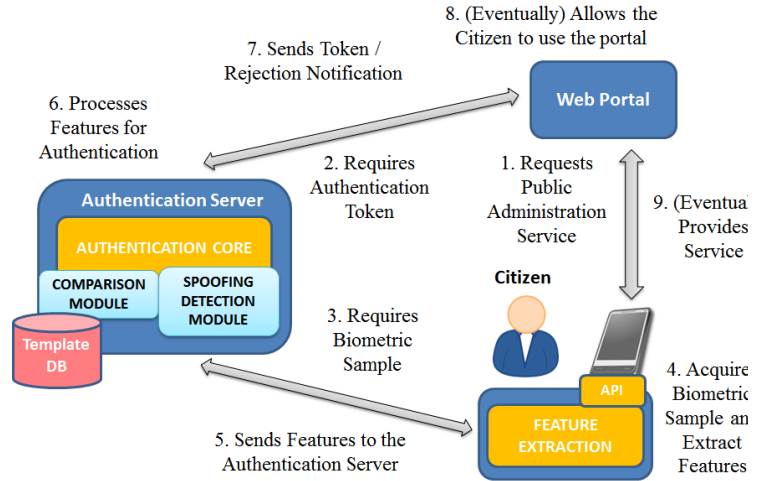 8. (Eventually) Allows the
Citizen to use the portal
7. Sends Token /
Rejection Notification
Web Portal
6. Processes
Features for
Authentication
2. Requires
Authentication
Token
1. Requests
Public
Administration
Service
9. (Eventual
Provides
Service
Authentication Server
AUTHENTICATION CORE
COMPARISON
MODULE
SPOOFING
DETECTION
MODULE
Template
DB
Citizen
3. Requires
Biometric
Sample
API
FEATURE
EXTRACTION
4. Acquire
Biometric
Sample an
Extract
Features
5. Sends Features to the
Authentication Server